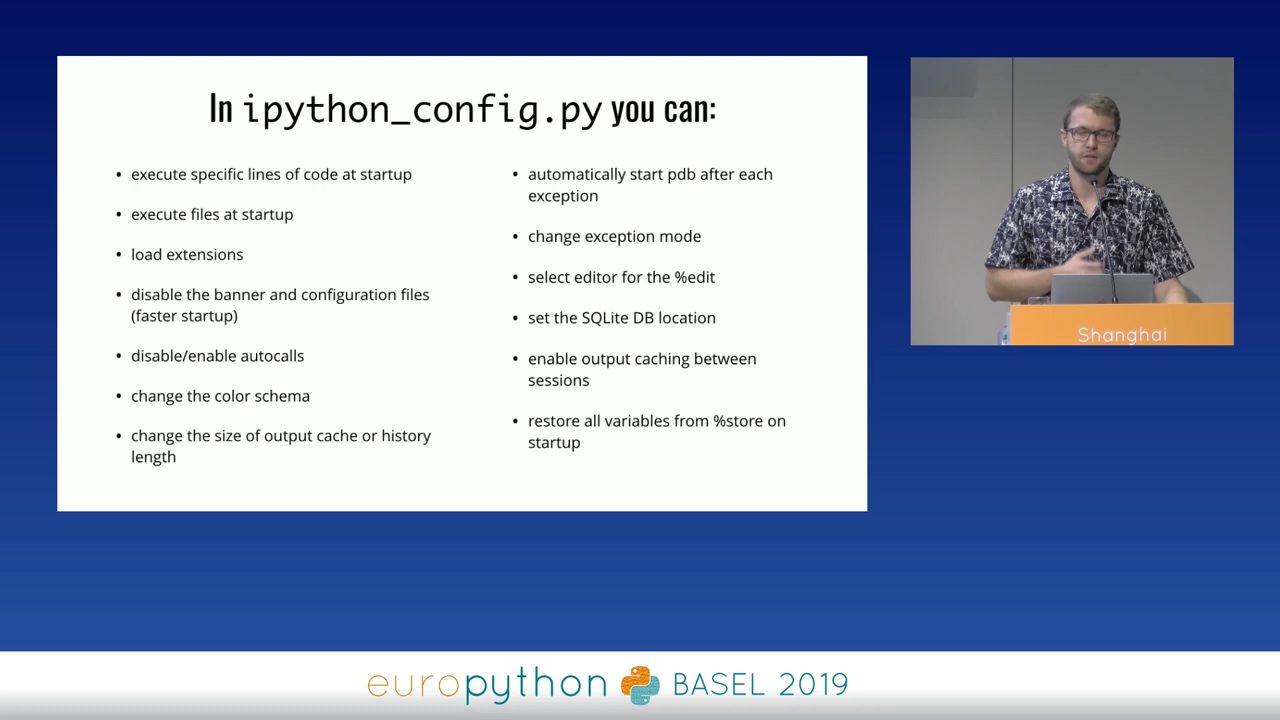 In ipython_config.py you can:
• execute specific lines of code at startup
• execute files at startup
• load extensions
• disable the banner and configuration files
(faster startup)
• disable/enable autocalls
• change the color schema
• change the size of output cache or history
length
• automatically start pdb after each
exception
• change exception mode
• select editor for the %edit
• set the SQLite DB location
• enable output caching between
sessions
• restore all variables from %store on
startup
Shanghai
europython BASEL 2019